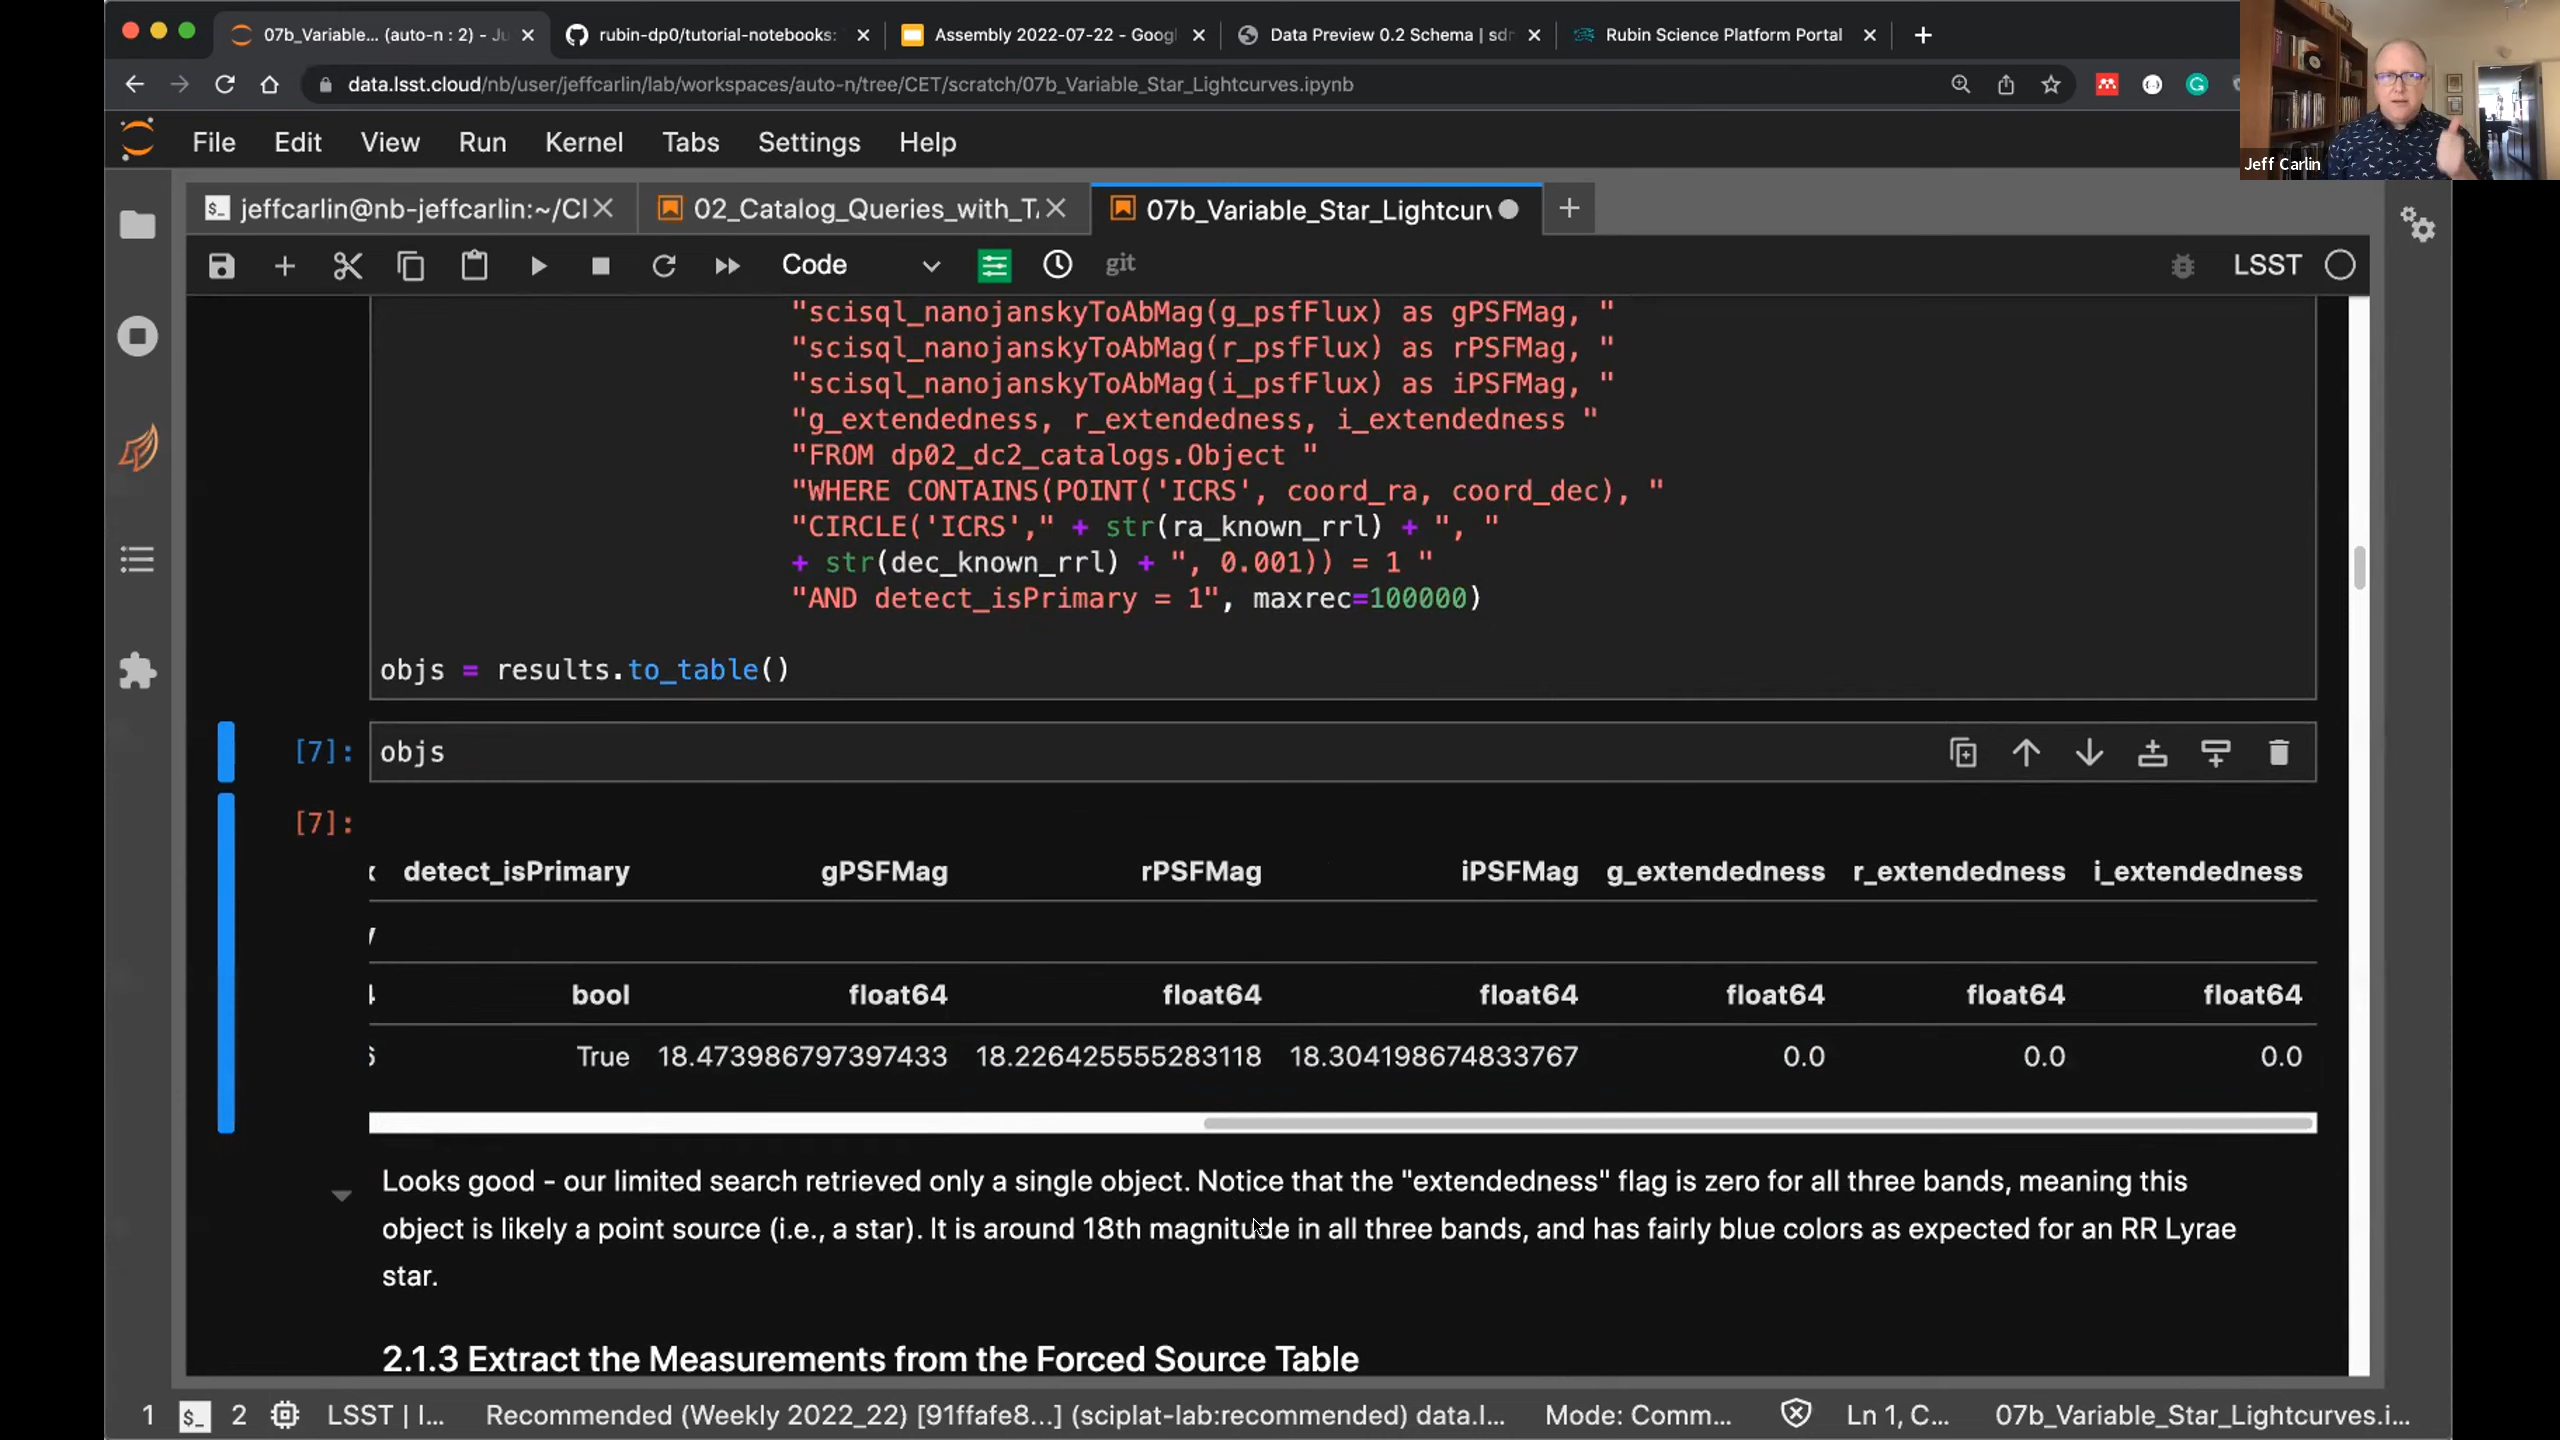 07b_Variable... (auto-n : 2) - Ju
rubin-dp0/tutorial-notebooks:
Assembly 2022-07-22 - Googl
Data Preview 0.2 Schema | sdr
Rubin Science Platform Portal
data.lsst.cloud/nb/user/jeffcarlin/lab/workspaces/auto-n/tree/CET/scratch/07b_Variable_Star_Lightcurves.ipynb
Jeff Carlin
File Edit View Run Kernel Tabs Settings Help
jeffcarlin@nb-jeffcarlin:~/CI
02_Catalog_Queries_with_T
07b_Variable_Star_Lightcurv
Code
git
LSST
"scisql_nanojanskyToAbMag(g_psfFlux) as gPSFMag, "
"scisql_nanojanskyToAbMag(r_psfFlux) as rPSFMag, "
"scisql_nanojanskyToAbMag(i_psfFlux) as iPSFMag, "
"g_extendedness, r_extendedness, i_extendedness "
"FROM dp02_dc2_catalogs.Object "
"WHERE CONTAINS(POINT('ICRS', coord_ra, coord_dec), "
"CIRCLE('ICRS'," + str(ra_known_rrl) + ", "
+ str(dec_known_rrl) + ", 0.001)) = 1 "
"AND detect_isPrimary = 1", maxrec=100000)
objs = results.to_table()
[7]: objs
[7]:
x detect_isPrimary gPSFMag rPSFMag iPSFMag g_extendedness r_extendedness i_extendedness
y
4 bool float64 float64 float64 float64 float64 float64
6 True 18.473986797397433 18.226425555283118 18.304198674833767 0.0 0.0 0.0
Looks good - our limited search retrieved only a single object. Notice that the "extendedness" flag is zero for all three bands, meaning this
object is likely a point source (i.e., a star). It is around 18th magnitude in all three bands, and has fairly blue colors as expected for an RR Lyrae
star.
2.1.3 Extract the Measurements from the Forced Source Table
1 $_ 2 LSST | I... Recommended (Weekly 2022_22) [91ffafe8...] (sciplat-lab:recommended) data.l... Mode: Comm... Ln 1, C... 07b_Variable_Star_Lightcurves.i...